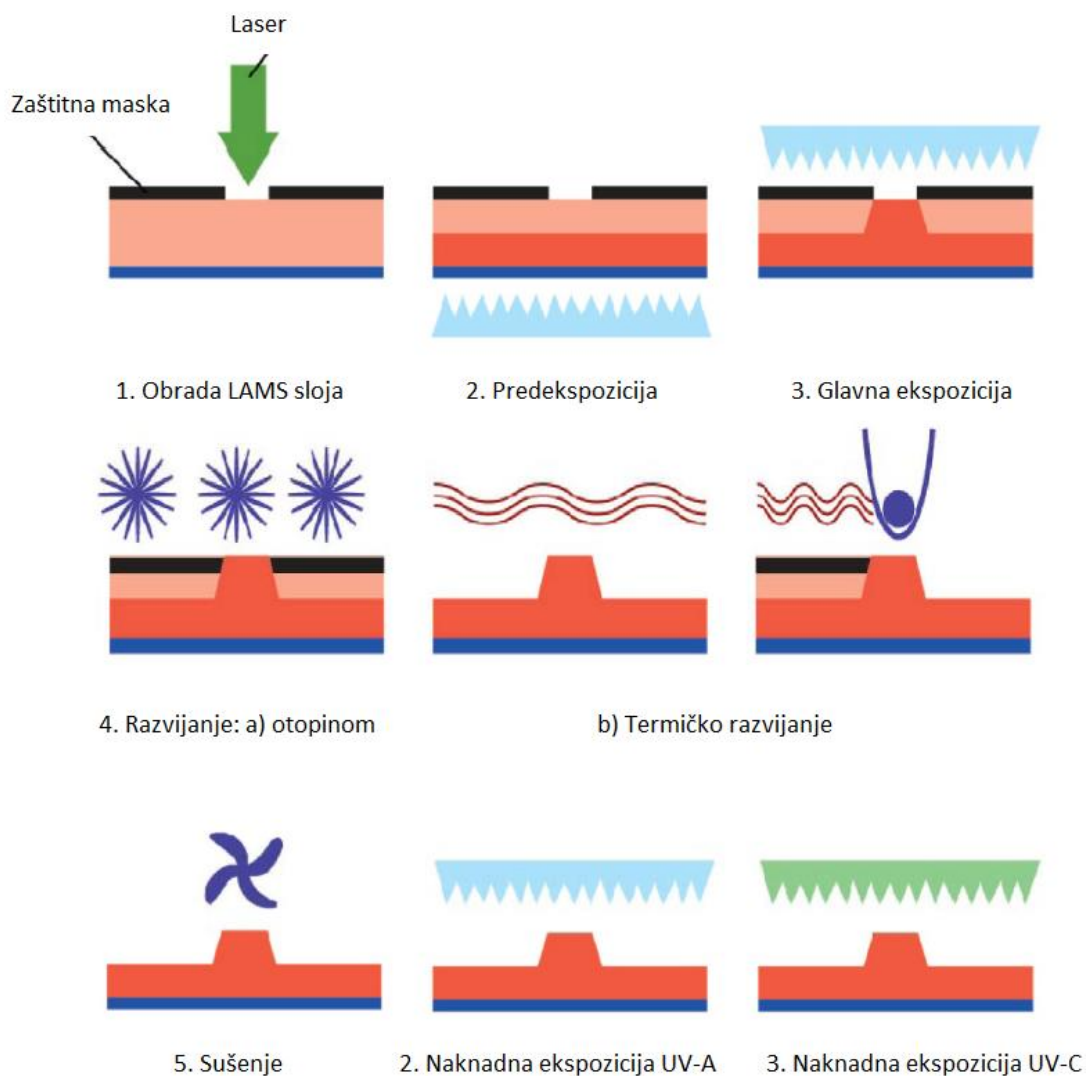 Laser
Zaštitna maska
1. Obrada LAMS sloja
2. Predekspozicija
3. Glavna ekspozicija
4. Razvijanje: a) otopinom
b) Termičko razvijanje
5. Sušenje
2. Naknadna ekspozicija UV-A
3. Naknadna ekspozicija UV-C